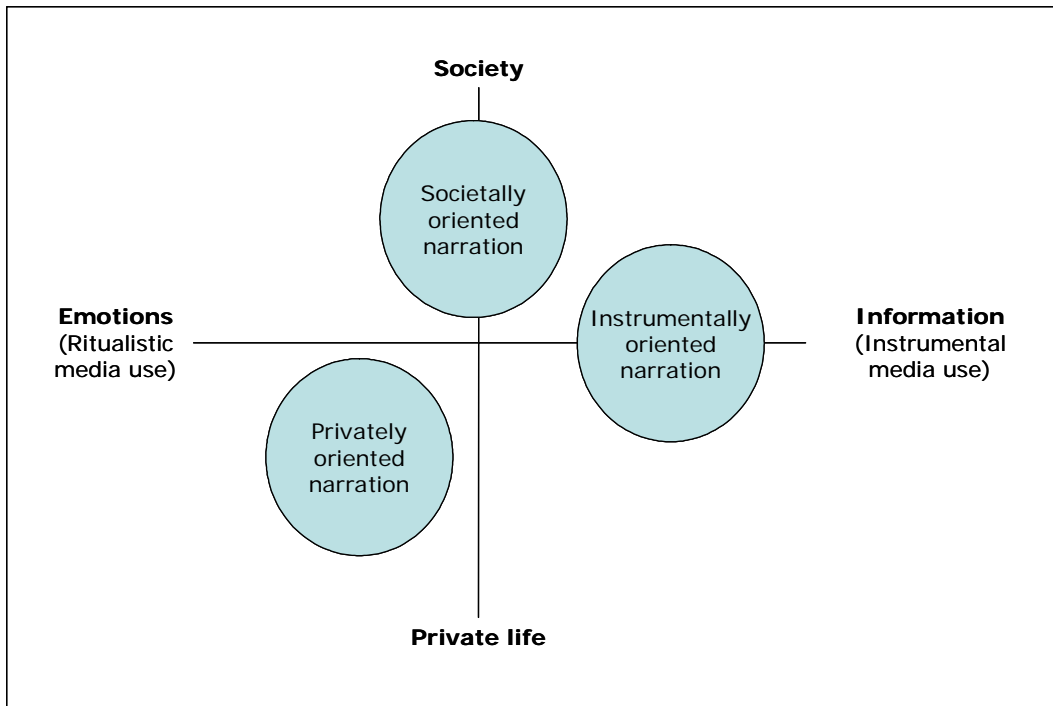 Society
Societally
oriented
narration
Emotions
(Ritualistic
media use)
Instrumentally
oriented
narration
Information
(Instrumental
media use)
Privately
oriented
narration
Private life